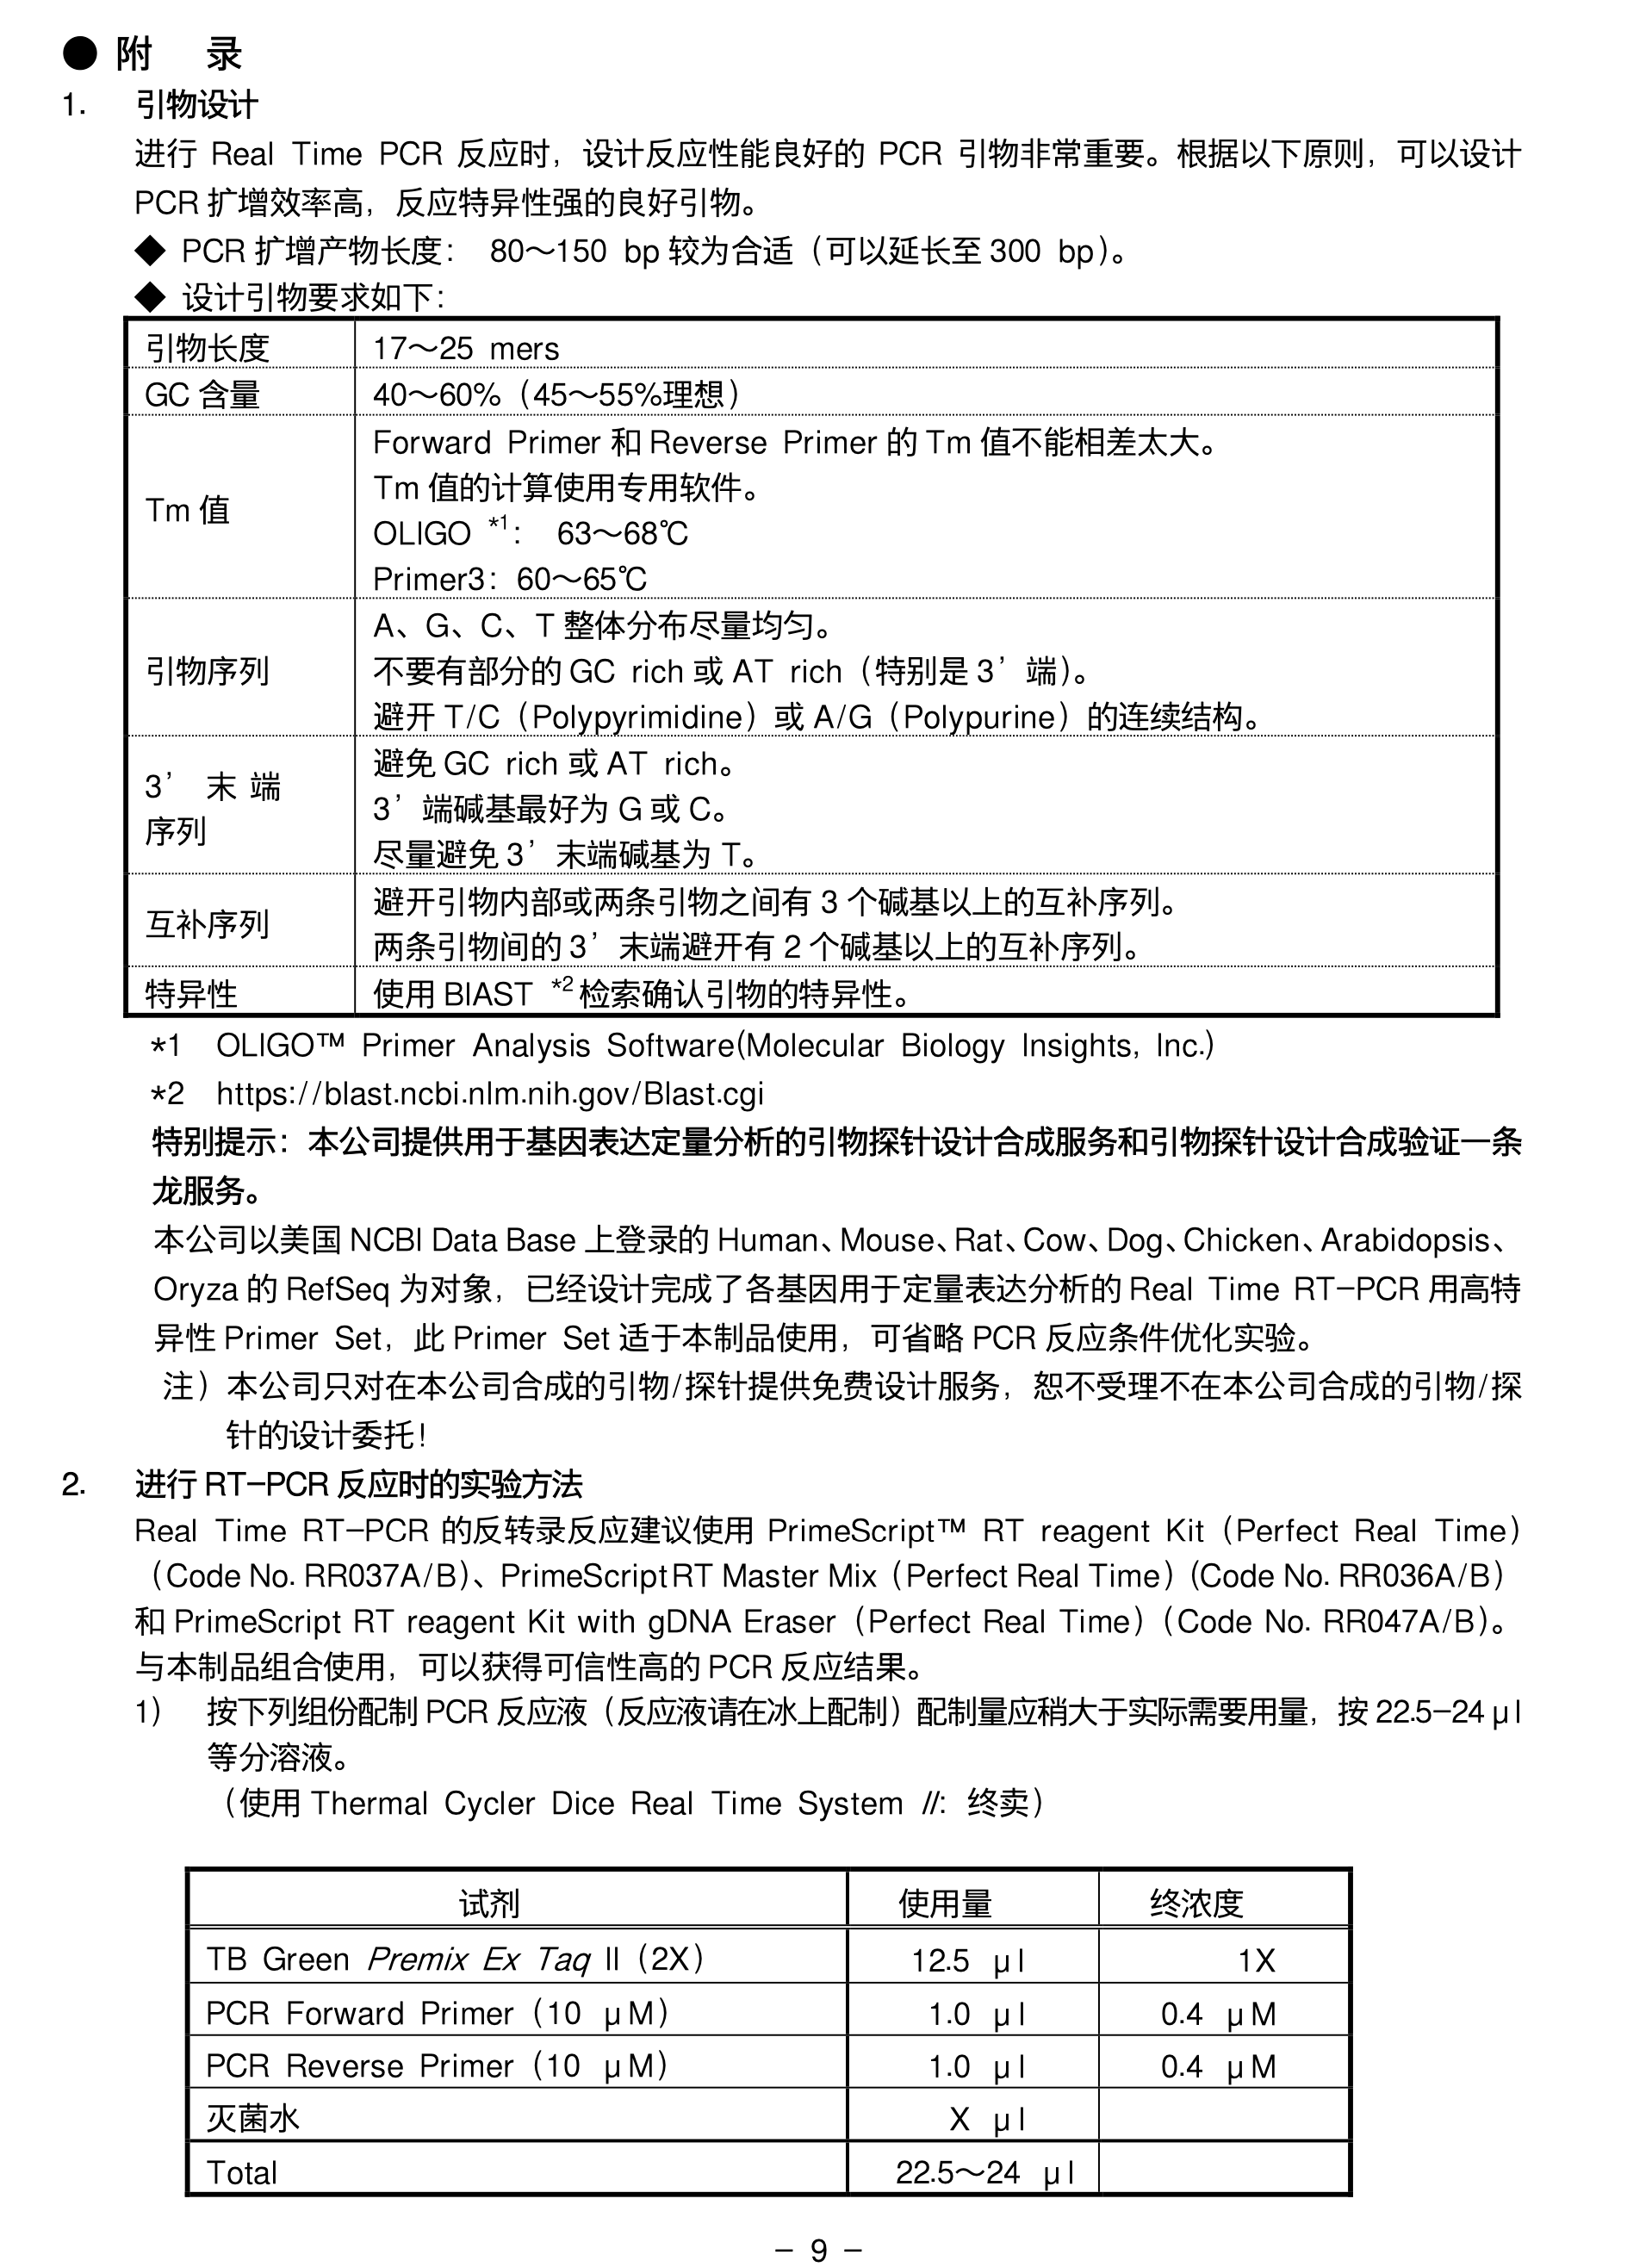 ● 附 录
1. 引物设计
进行 Real Time PCR 反应时，设计反应性能良好的 PCR 引物非常重要。根据以下原则，可以设计
PCR 扩增效率高，反应特异性强的良好引物。
◆ PCR 扩增产物长度： 80～150 bp 较为合适（可以延长至 300 bp）。
◆ 设计引物要求如下：
引物长度 17～25 mers
GC 含量 40～60%（45～55%理想）
Tm 值
Forward Primer 和 Reverse Primer 的 Tm 值不能相差太大。
Tm 值的计算使用专用软件。
OLIGO *1： 63～68℃
Primer3：60～65℃
引物序列
A、G、C、T 整体分布尽量均匀。
不要有部分的 GC rich 或 AT rich（特别是 3’端）。
避开 T/C（Polypyrimidine）或 A/G（Polypurine）的连续结构。
3’ 末 端
序列
避免 GC rich 或 AT rich。
3’端碱基最好为 G 或 C。
尽量避免 3’末端碱基为 T。
互补序列
避开引物内部或两条引物之间有 3 个碱基以上的互补序列。
两条引物间的 3’末端避开有 2 个碱基以上的互补序列。
特异性 使用 BlAST *2 检索确认引物的特异性。
*1 OLIGO™ Primer Analysis Software(Molecular Biology Insights, Inc.)
*2 https://blast.ncbi.nlm.nih.gov/Blast.cgi
特别提示：本公司提供用于基因表达定量分析的引物探针设计合成服务和引物探针设计合成验证一条
龙服务。
本公司以美国 NCBI Data Base 上登录的 Human、Mouse、Rat、Cow、Dog、Chicken、Arabidopsis、
Oryza 的 RefSeq 为对象，已经设计完成了各基因用于定量表达分析的 Real Time RT-PCR 用高特
异性 Primer Set，此 Primer Set 适于本制品使用，可省略 PCR 反应条件优化实验。
注）本公司只对在本公司合成的引物/探针提供免费设计服务，恕不受理不在本公司合成的引物/探
针的设计委托！
2. 进行 RT-PCR 反应时的实验方法
Real Time RT-PCR 的反转录反应建议使用 PrimeScript™ RT reagent Kit（Perfect Real Time）
（Code No. RR037A/B）、PrimeScript RT Master Mix（Perfect Real Time）（Code No. RR036A/B）
和 PrimeScript RT reagent Kit with gDNA Eraser（Perfect Real Time）（Code No. RR047A/B）。
与本制品组合使用，可以获得可信性高的 PCR 反应结果。
1） 按下列组份配制 PCR 反应液（反应液请在冰上配制）配制量应稍大于实际需要用量，按 22.5-24 μl
等分溶液。
（使用 Thermal Cycler Dice Real Time System //：终卖）
试剂 使用量 终浓度
TB Green Premix Ex Taq II（2X） 12.5 μl 1X
PCR Forward Primer（10 μM） 1.0 μl 0.4 μM
PCR Reverse Primer（10 μM） 1.0 μl 0.4 μM
灭菌水 X μl
Total 22.5～24 μl
- 9 -